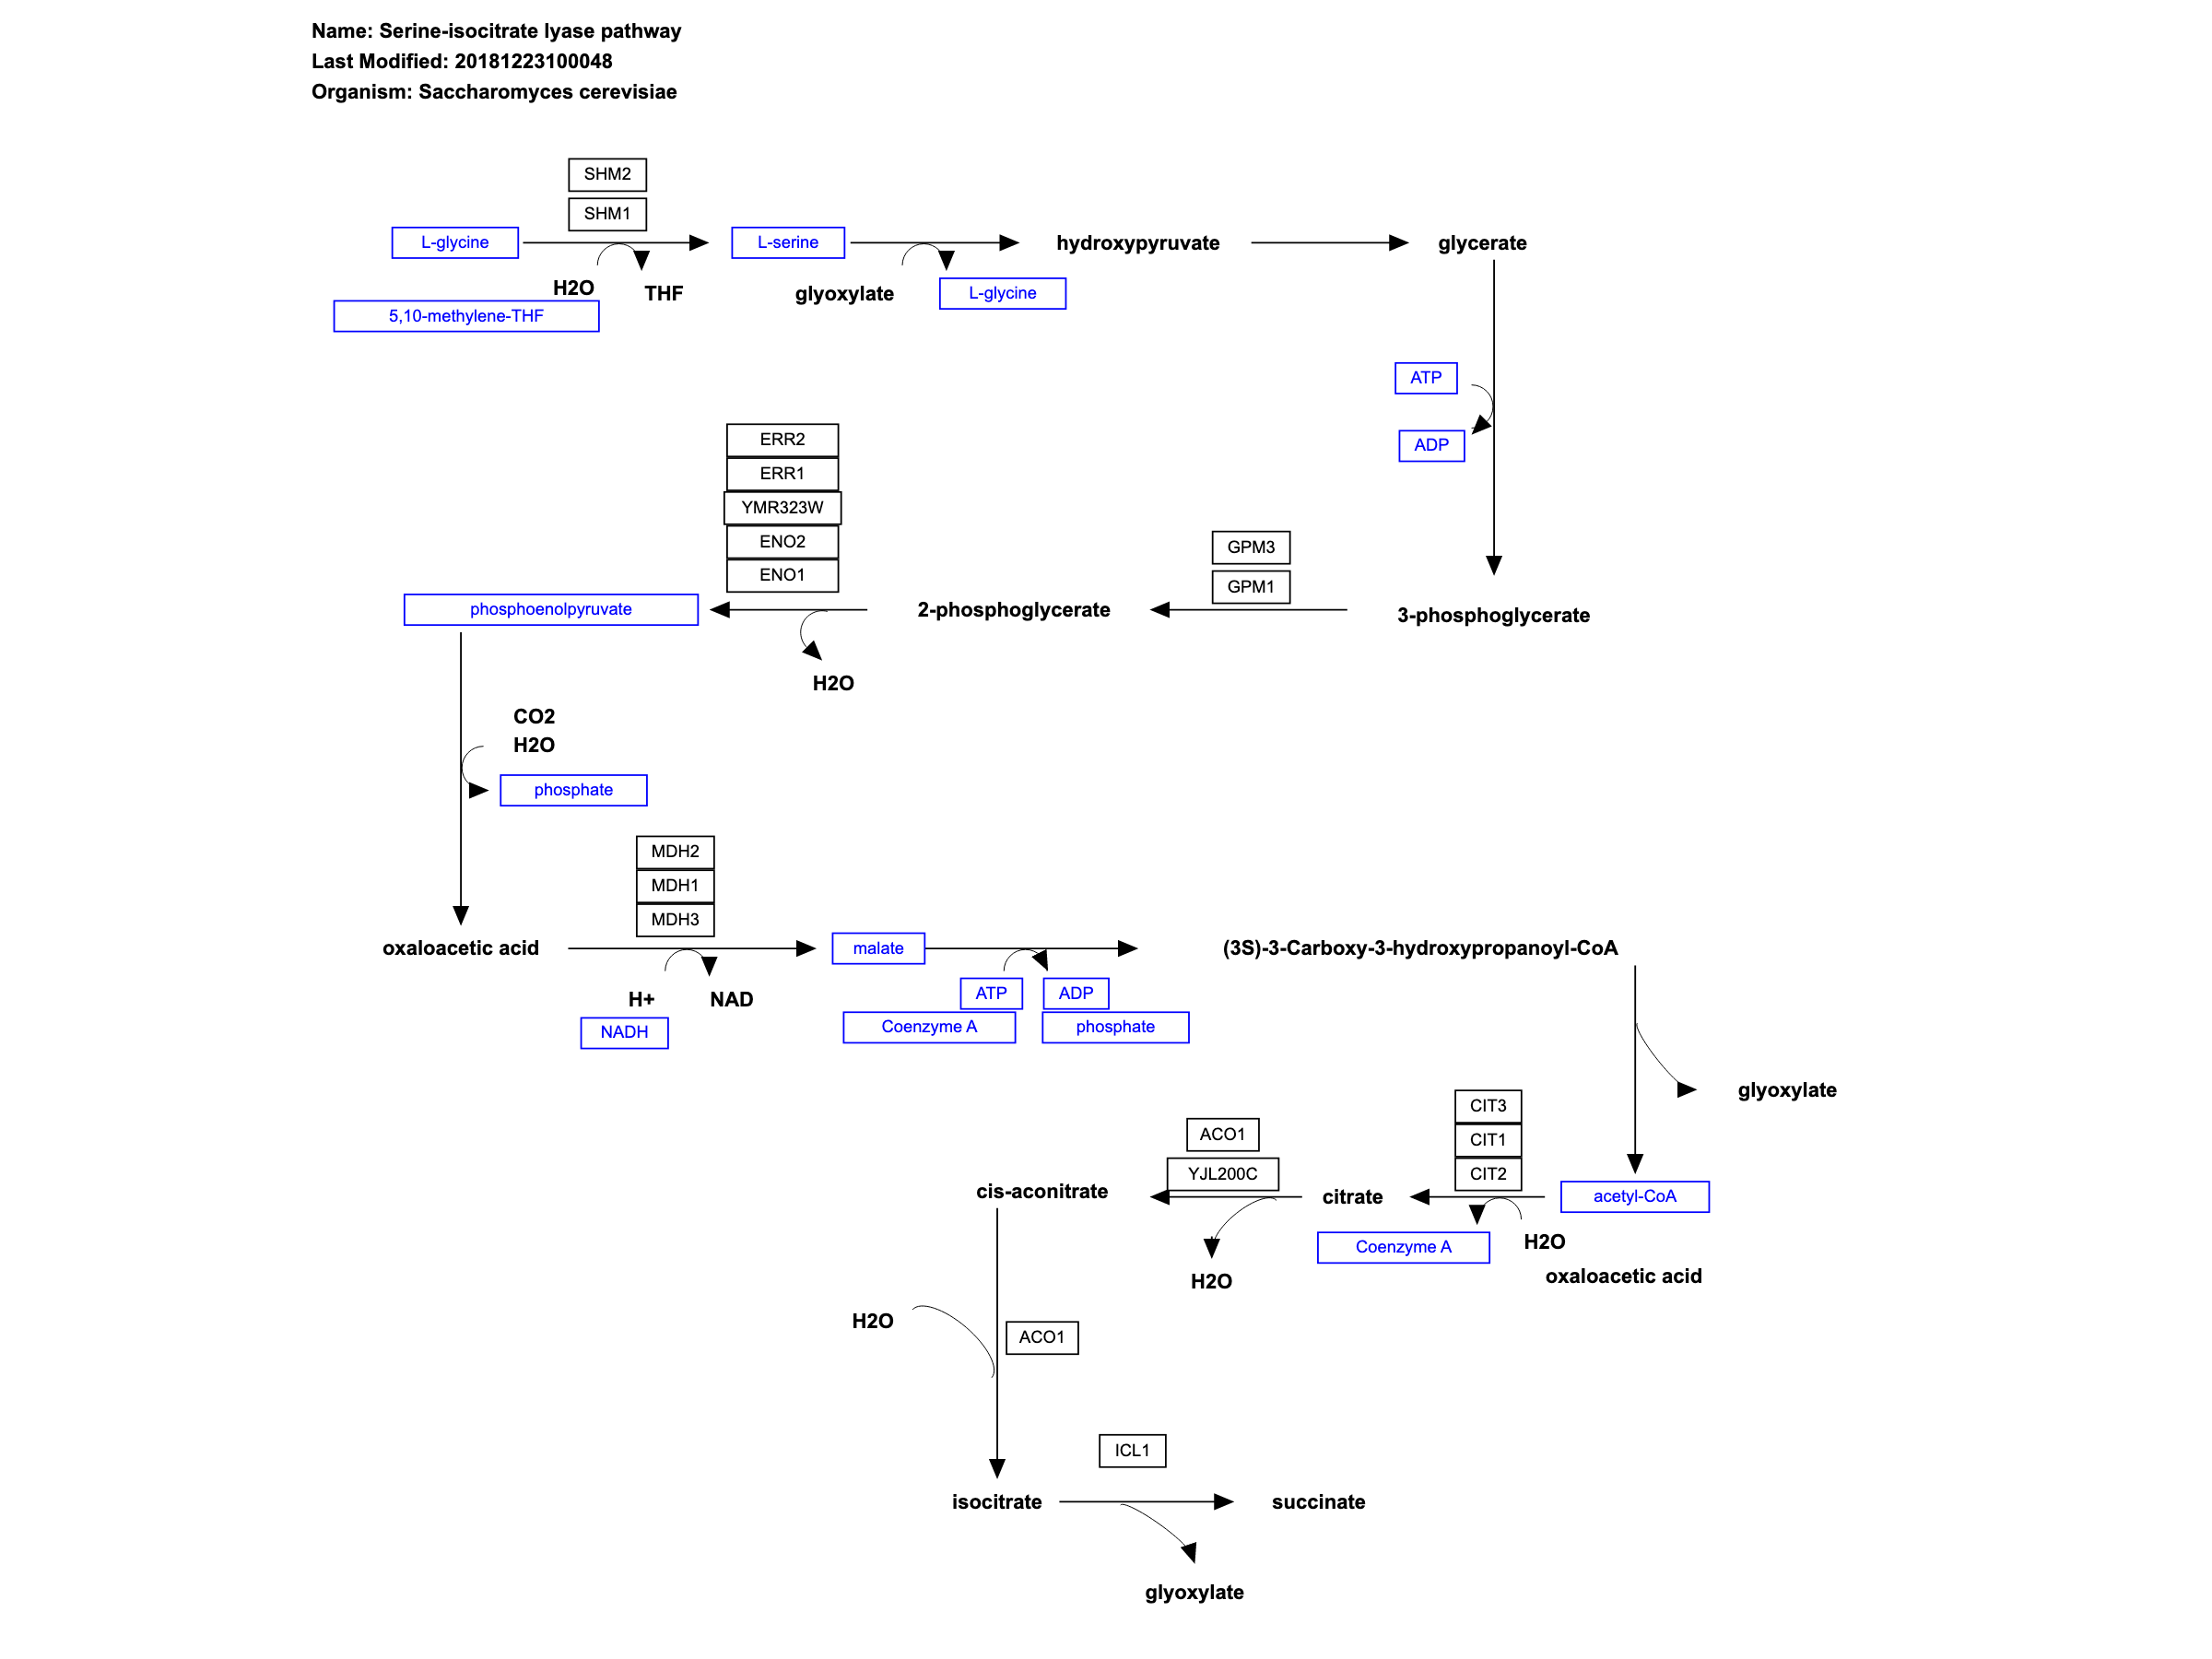 Name: Serine-isocitrate lyase pathway
Last Modified: 20181223100048
Organism: Saccharomyces cerevisiae
SHM2
SHM1
L-glycine
L-serine
hydroxypyruvate
glycerate
H2O
THF
glyoxylate
L-glycine
5,10-methylene-THF
ATP
ADP
ERR2
ERR1
YMR323W
ENO2
ENO1
GPM3
GPM1
phosphoenolpyruvate
2-phosphoglycerate
3-phosphoglycerate
H2O
CO2
H2O
phosphate
MDH2
MDH1
MDH3
oxaloacetic acid
malate
(3S)-3-Carboxy-3-hydroxypropanoyl-CoA
H+
NAD
ATP
ADP
NADH
Coenzyme A
phosphate
glyoxylate
CIT3
CIT1
CIT2
ACO1
YJL200C
cis-aconitrate
citrate
acetyl-CoA
Coenzyme A
H2O
oxaloacetic acid
H2O
H2O
ACO1
ICL1
isocitrate
succinate
glyoxylate